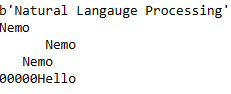 b'Natural Langauge Processing'
Nemo
      Nemo
   Nemo
00000Hello